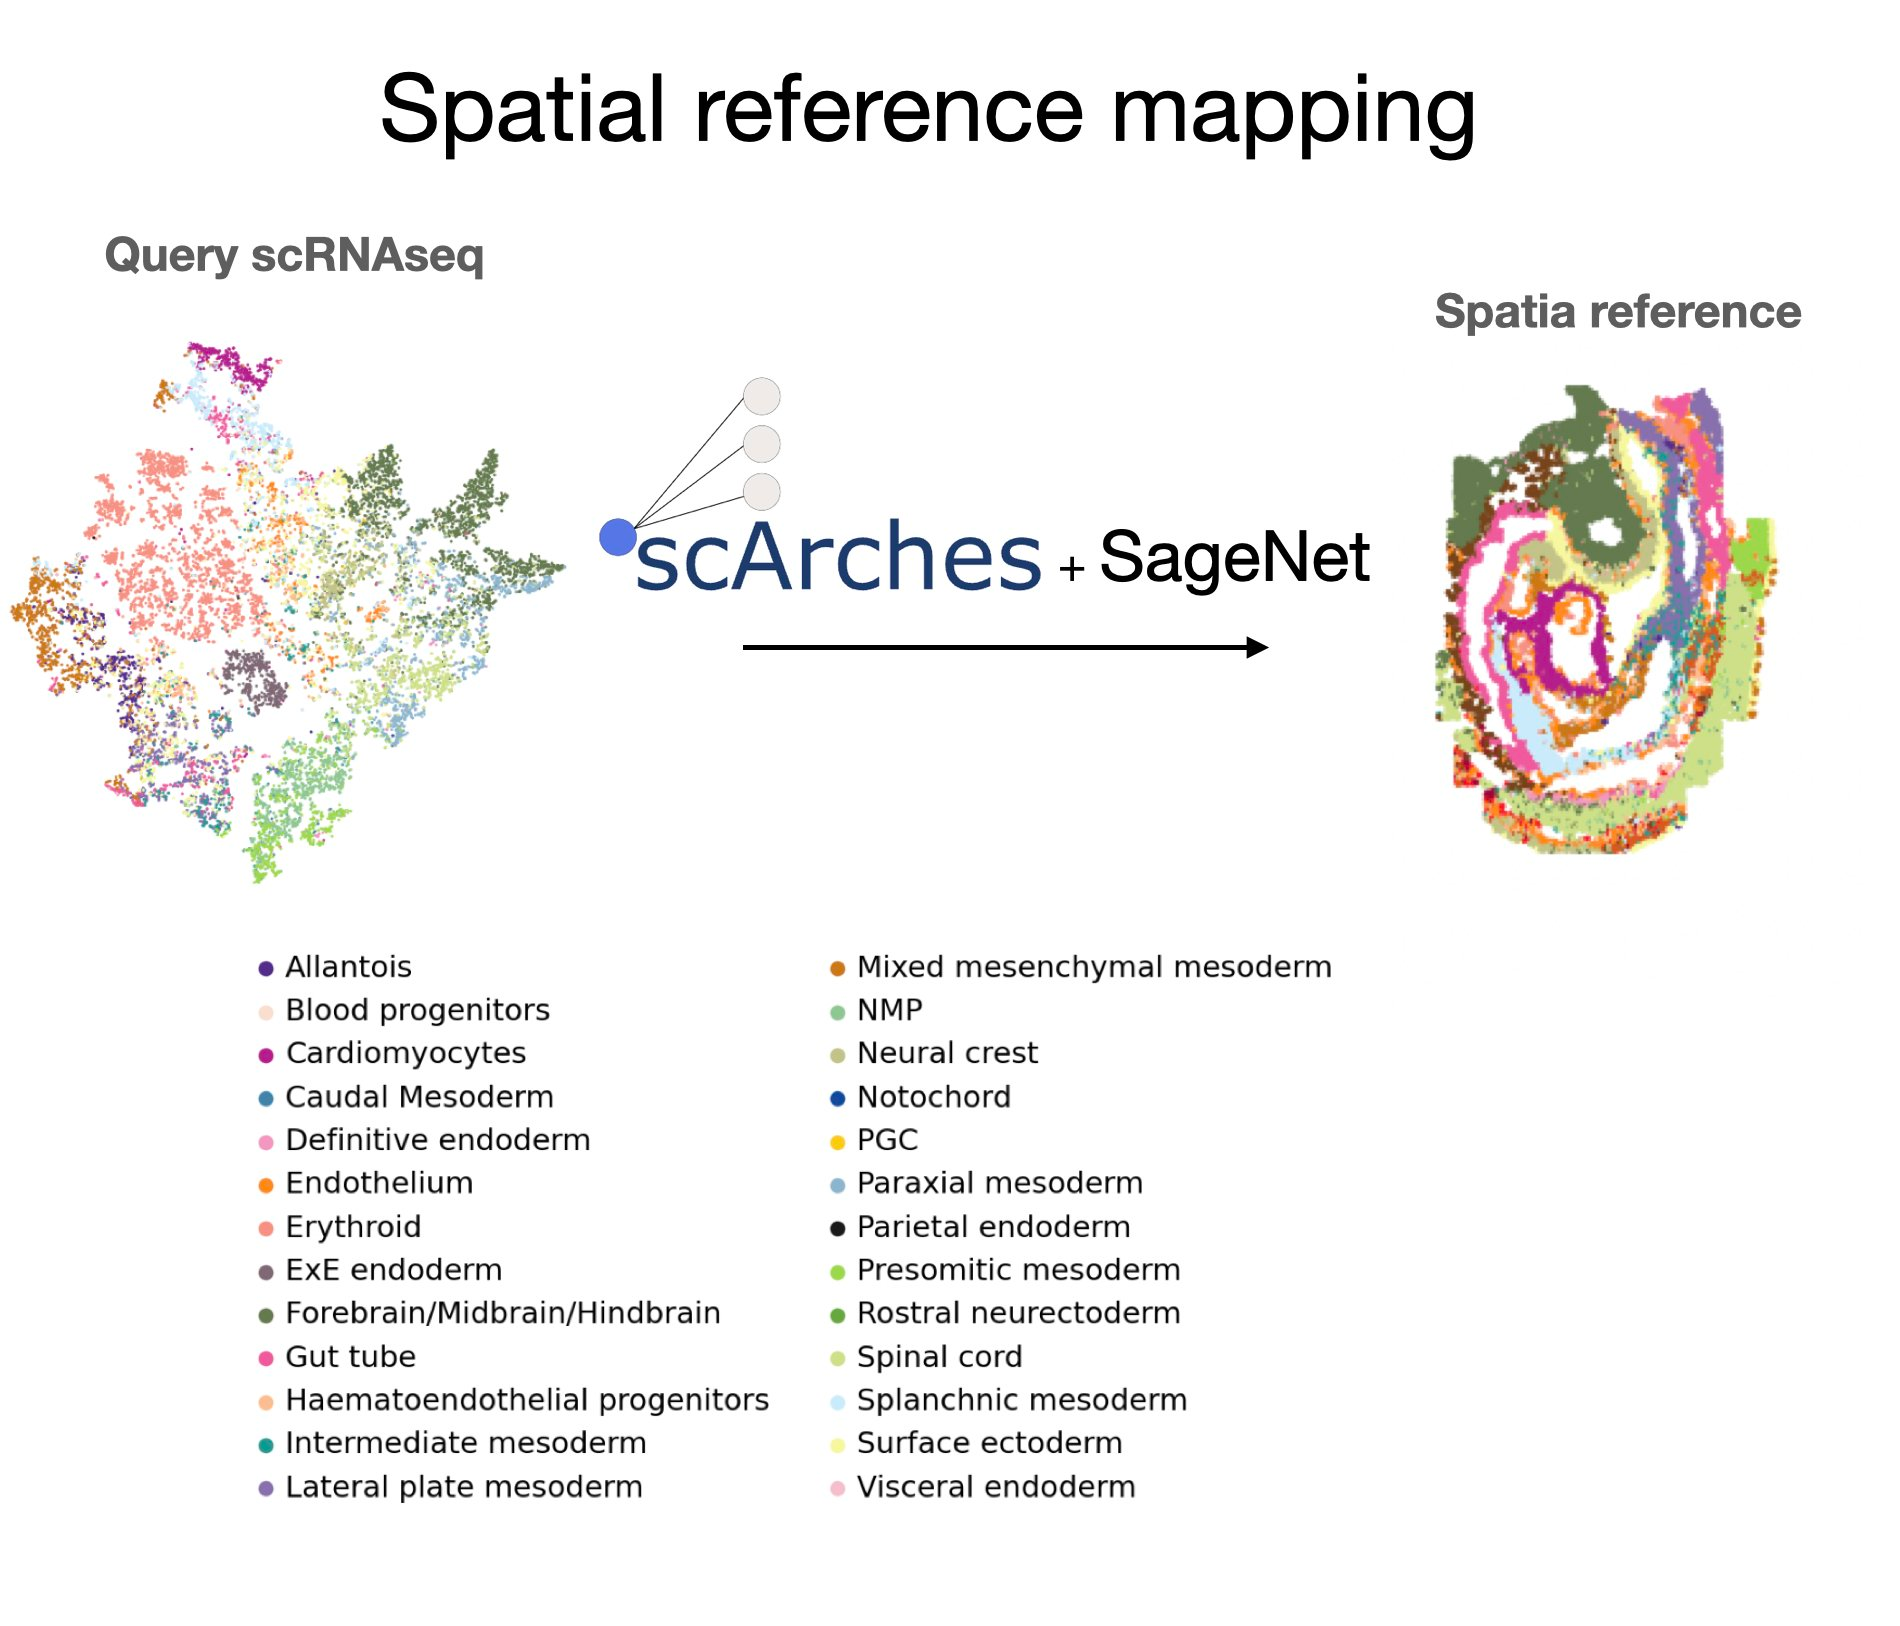 Spatial reference mapping
Query scRNAseq
Spatia reference
scArches + SageNet
Allantois
Blood progenitors
Cardiomyocytes
Caudal Mesoderm
Definitive endoderm
Endothelium
Erythroid
ExE endoderm
Forebrain/Midbrain/Hindbrain
Gut tube
Haematoendothelial progenitors
Intermediate mesoderm
Lateral plate mesoderm
Mixed mesenchymal mesoderm
NMP
Neural crest
Notochord
PGC
Paraxial mesoderm
Parietal endoderm
Presomitic mesoderm
Rostral neurectoderm
Spinal cord
Splanchnic mesoderm
Surface ectoderm
Visceral endoderm